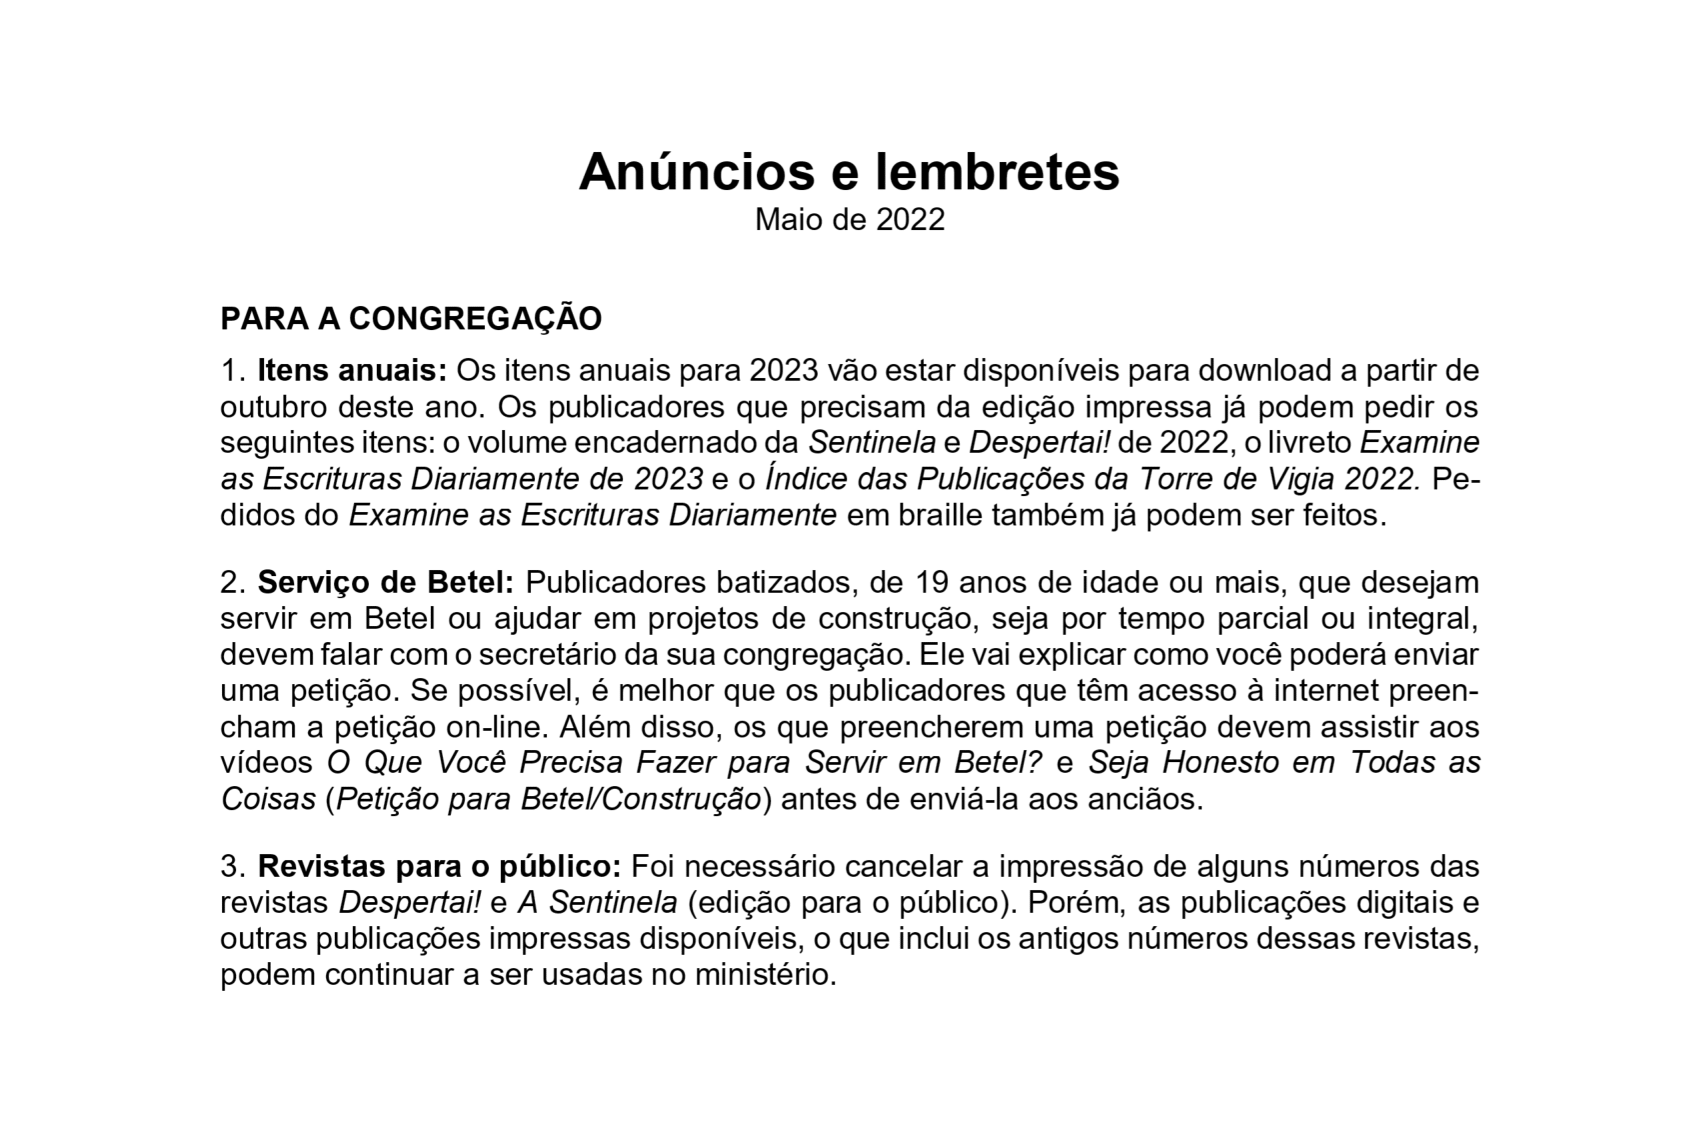 Anúncios e lembretes
Maio de 2022
PARA A CONGREGAÇÃO
1. Itens anuais: Os itens anuais para 2023 vão estar disponíveis para download a partir de
outubro deste ano. Os publicadores que precisam da edição impressa já podem pedir os
seguintes itens: o volume encadernado da Sentinela e Despertai! de 2022, o livreto Examine
as Escrituras Diariamente de 2023 e o Índice das Publicações da Torre de Vigia 2022. Pe-
didos do Examine as Escrituras Diariamente em braille também já podem ser feitos.
2. Serviço de Betel: Publicadores batizados, de 19 anos de idade ou mais, que desejam
servir em Betel ou ajudar em projetos de construção, seja por tempo parcial ou integral,
devem falar com o secretário da sua congregação. Ele vai explicar como você poderá enviar
uma petição. Se possível, é melhor que os publicadores que têm acesso à internet preen-
cham a petição on-line. Além disso, os que preencherem uma petição devem assistir aos
vídeos O Que Você Precisa Fazer para Servir em Betel? e Seja Honesto em Todas as
Coisas (Petição para Betel/Construção) antes de enviá-la aos anciãos.
3. Revistas para o público: Foi necessário cancelar a impressão de alguns números das
revistas Despertai! e A Sentinela (edição para o público). Porém, as publicações digitais e
outras publicações impressas disponíveis, o que inclui os antigos números dessas revistas,
podem continuar a ser usadas no ministério.